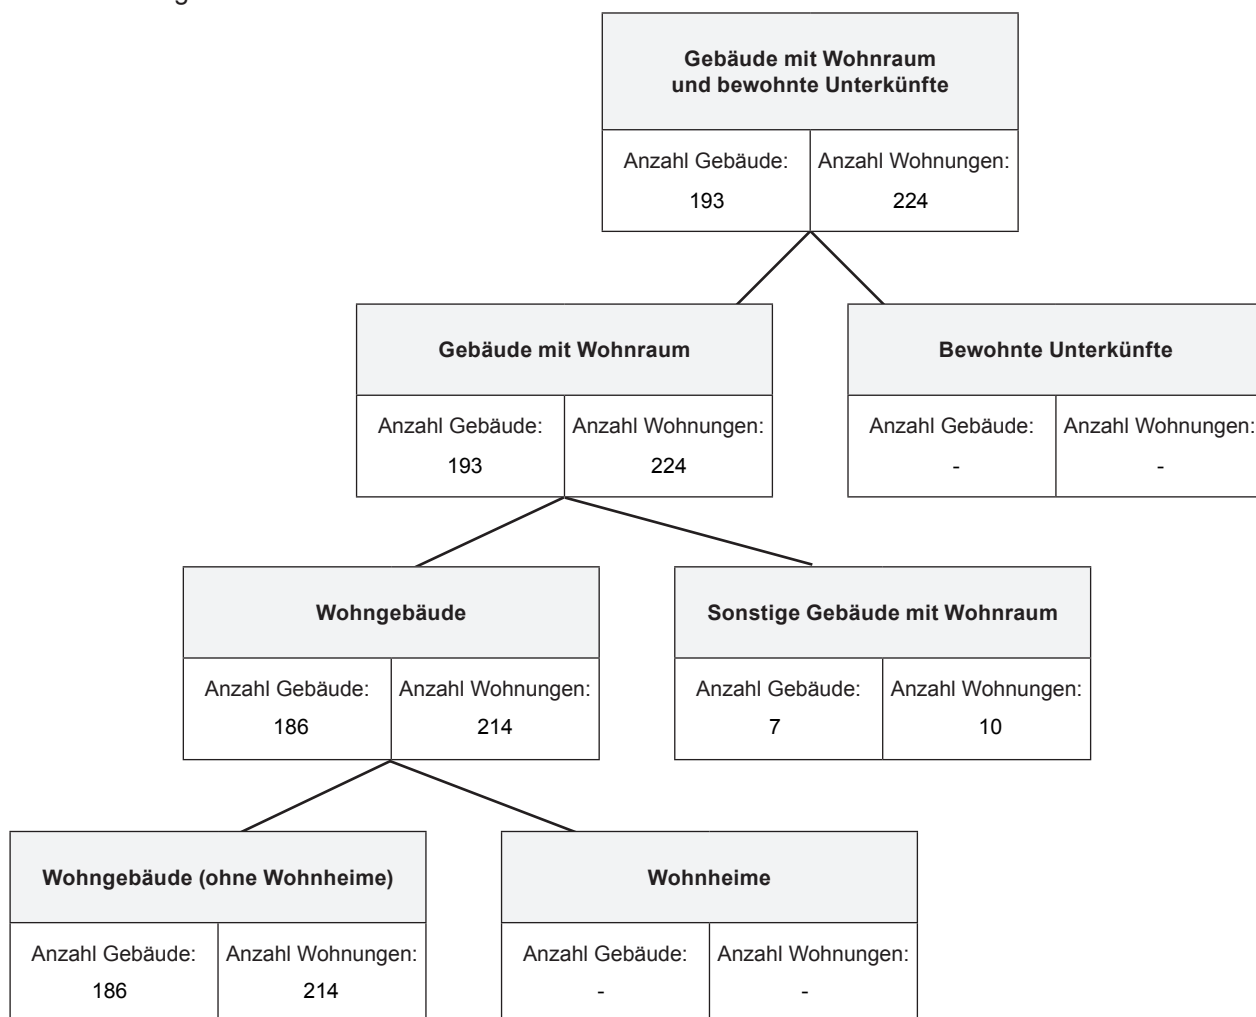 Gebäude mit Wohnraum
und bewohnte Unterkünfte
Anzahl Gebäude: Anzahl Wohnungen:
193 224
Gebäude mit Wohnraum
Anzahl Gebäude: Anzahl Wohnungen:
193 224
Bewohnte Unterkünfte
Anzahl Gebäude: Anzahl Wohnungen:
- -
Wohngebäude
Anzahl Gebäude: Anzahl Wohnungen:
186 214
Sonstige Gebäude mit Wohnraum
Anzahl Gebäude: Anzahl Wohnungen:
7 10
Wohngebäude (ohne Wohnheime)
Anzahl Gebäude: Anzahl Wohnungen:
186 214
Wohnheime
Anzahl Gebäude: Anzahl Wohnungen:
- -